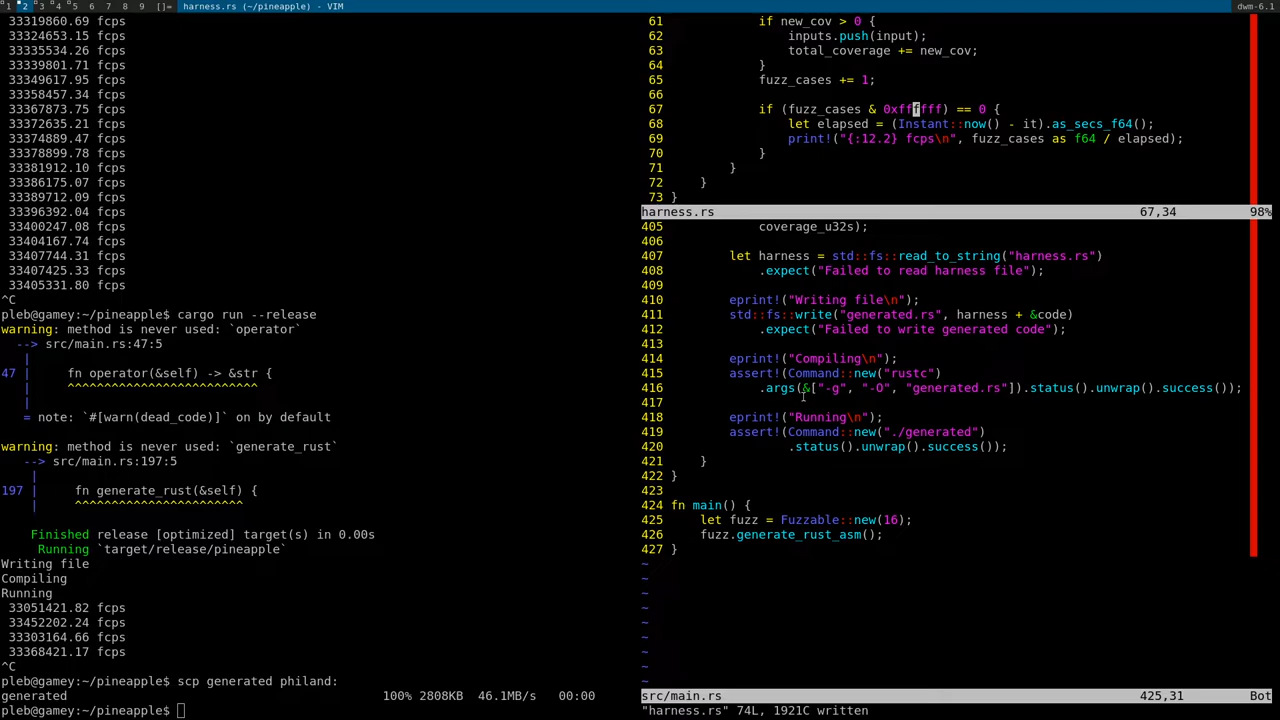 1 2 3 4 5 6 7 8 9 []= harness.rs (~/pineapple) - VIM dwm-6.1
33319860.69 fcps
33324653.15 fcps
33335534.26 fcps
33339801.71 fcps
33349617.95 fcps
33358457.34 fcps
33367873.75 fcps
33372635.21 fcps
33374889.47 fcps
33378899.78 fcps
33381912.10 fcps
33386175.07 fcps
33389712.09 fcps
33396392.04 fcps
33400247.08 fcps
33404167.74 fcps
33407744.31 fcps
33407425.33 fcps
33405331.80 fcps
^C
pleb@gamey:~/pineapple$ cargo run --release
warning: method is never used: `operator`
--> src/main.rs:47:5
|
47 |     fn operator(&self) -> &str {
|     ^^^^^^^^^^^^^^^^^^^^^^^^^^
|
= note: `#[warn(dead_code)]` on by default

warning: method is never used: `generate_rust`
--> src/main.rs:197:5
|
197 |     fn generate_rust(&self) {
|     ^^^^^^^^^^^^^^^^^^^^^^^

Finished release [optimized] target(s) in 0.00s
Running `target/release/pineapple`
Writing file
Compiling
Running
33051421.82 fcps
33452202.24 fcps
33303164.66 fcps
33368421.17 fcps
^C
pleb@gamey:~/pineapple$ scp generated philand:
generated 100% 2808KB 46.1MB/s 00:00
pleb@gamey:~/pineapple$
61             if new_cov > 0 {
62                 inputs.push(input);
63                 total_coverage += new_cov;
64             }
65             fuzz_cases += 1;
66
67             if (fuzz_cases & 0xffffff) == 0 {
68                 let elapsed = (Instant::now() - it).as_secs_f64();
69                 print!("{:12.2} fcps\n", fuzz_cases as f64 / elapsed);
70             }
71         }
72     }
73 }
harness.rs 67,34 98%
405             coverage_u32s);
406
407         let harness = std::fs::read_to_string("harness.rs")
408             .expect("Failed to read harness file");
409
410         eprint!("Writing file\n");
411         std::fs::write("generated.rs", harness + &code)
412             .expect("Failed to write generated code");
413
414         eprint!("Compiling\n");
415         assert!(Command::new("rustc")
416             .args(&["-g", "-O", "generated.rs"]).status().unwrap().success());
417
418         eprint!("Running\n");
419         assert!(Command::new("./generated")
420                 .status().unwrap().success());
421     }
422 }
423
424 fn main() {
425     let fuzz = Fuzzable::new(16);
426     fuzz.generate_rust_asm();
427 }
~
~
~
~
~
~
~
~
~
src/main.rs 425,31 Bot
"harness.rs" 74L, 1921C written